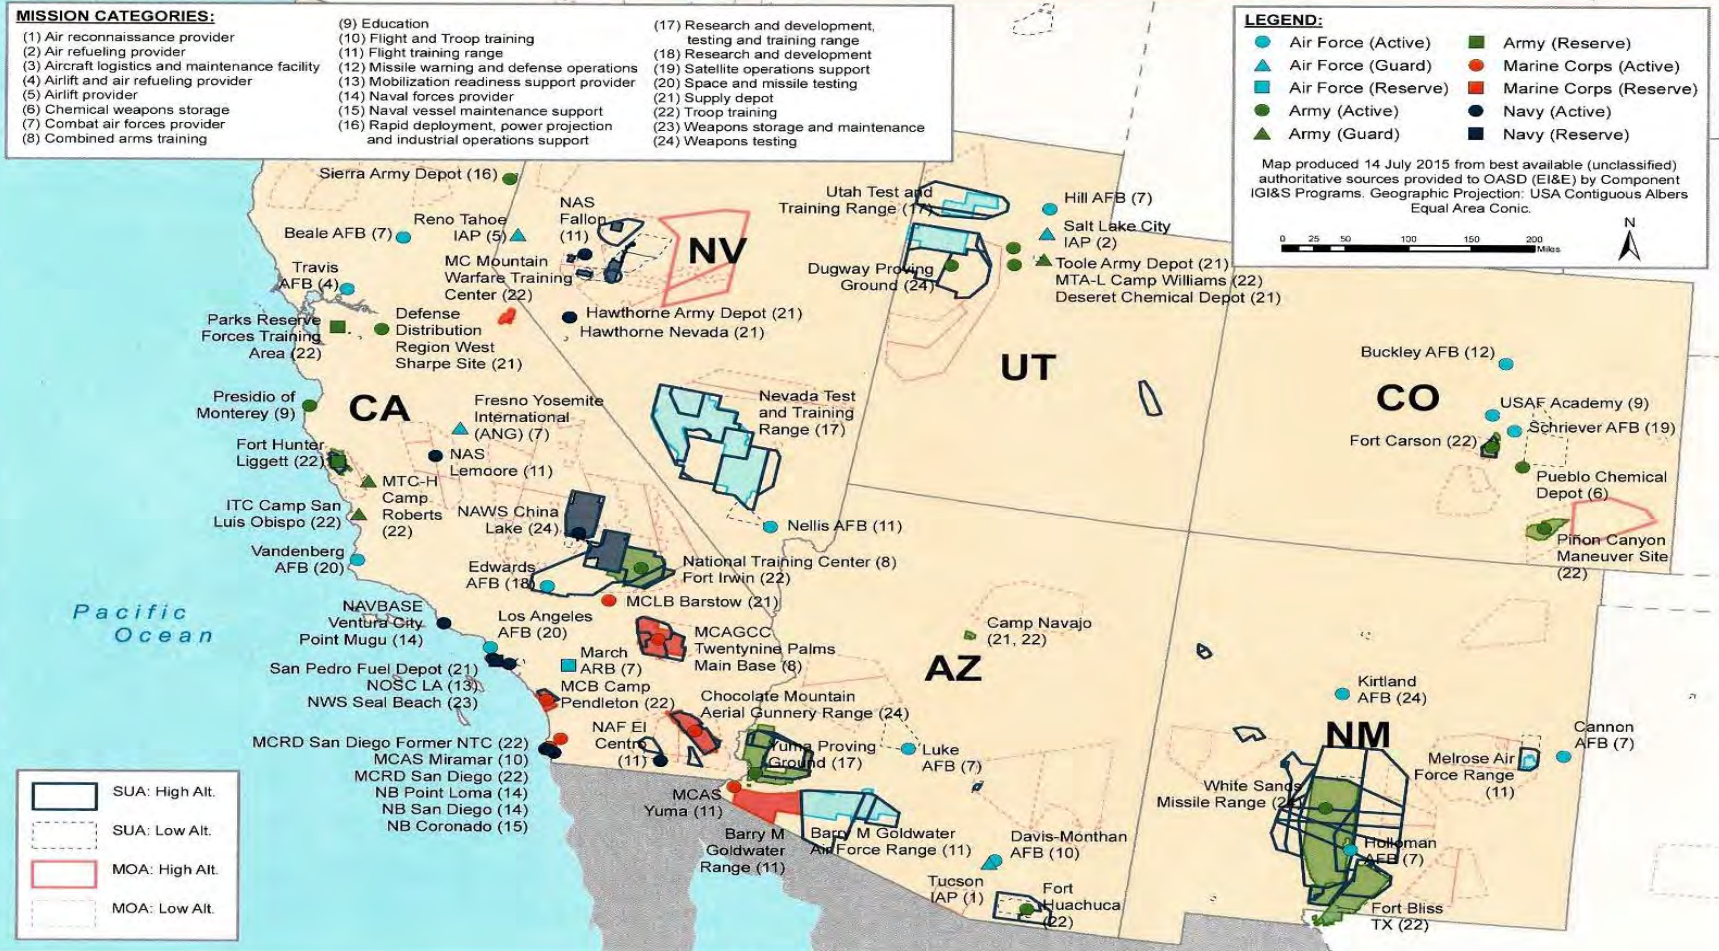 MISSION CATEGORIES:
(1) Air reconnaissance provider
(2) Air refueling provider
(3) Aircraft logistics and maintenance facility
(4) Airlift and air refueling provider
(5) Airlift provider
(6) Chemical weapons storage
(7) Combat air forces provider
(8) Combined arms training
(9) Education
(10) Flight and Troop training
(11) Flight training range
(12) Missile warning and defense operations
(13) Mobilization readiness support provider
(14) Naval forces provider
(15) Naval vessel maintenance support
(16) Rapid deployment, power projection
and industrial operations support
(17) Research and development,
testing and training range
(18) Research and development
(19) Satellite operations support
(20) Space and missile testing
(21) Supply depot
(22) Troop training
(23) Weapons storage and maintenance
(24) Weapons testing
LEGEND:
Air Force (Active)
Air Force (Guard)
Air Force (Reserve)
Army (Active)
Army (Guard)
Army (Reserve)
Marine Corps (Active)
Marine Corps (Reserve)
Navy (Active)
Navy (Reserve)
Map produced 14 July 2015 from best available (unclassified)
authoritative sources provided to OASD (EI&E) by Component
IGI&S Programs. Geographic Projection: USA Contiguous Albers
Equal Area Conic.
N
0 25 50 100 150 200
Miles
Sierra Army Depot (16)
Reno Tahoe
IAP (5)
Beale AFB (7)
NAS
Fallon
(11)
MC Mountain
Warfare Training
Center (22)
NV
Travis
AFB (4)
Parks Reserve
Forces Training
Area (22)
Defense
Distribution
Region West
Sharpe Site (21)
Hawthorne Army Depot (21)
Hawthorne Nevada (21)
Utah Test and
Training Range (17)
Hill AFB (7)
Salt Lake City
IAP (2)
Dugway Proving
Ground (24)
Toole Army Depot (21)
MTA-L Camp Williams (22)
Deseret Chemical Depot (21)
UT
Buckley AFB (12)
CO
USAF Academy (9)
Schriever AFB (19)
Fort Carson (22)
Pueblo Chemical
Depot (6)
Piñon Canyon
Maneuver Site
(22)
Presidio of
Monterey (9)
CA
Fresno Yosemite
International
(ANG) (7)
Nevada Test
and Training
Range (17)
Fort Hunter
Liggett (22)
NAS
Lemoore (11)
MTC-H
Camp
Roberts
(22)
ITC Camp San
Luis Obispo (22)
NAWS China
Lake (24)
Nellis AFB (11)
Vandenberg
AFB (20)
Edwards
AFB (18)
National Training Center (8)
Fort Irwin (22)
Pacific
Ocean
NAVBASE
Ventura City
Point Mugu (14)
Los Angeles
AFB (20)
MCLB Barstow (21)
MCAGCC
Twentynine Palms
Main Base (8)
March
ARB (7)
San Pedro Fuel Depot (21)
NOSC LA (13)
NWS Seal Beach (23)
MCB Camp
Pendleton (22)
Chocolate Mountain
Aerial Gunnery Range (24)
Camp Navajo
(21, 22)
AZ
NAF El
Centro
(11)
Yuma Proving
Ground (17)
Luke
AFB (7)
MCRD San Diego Former NTC (22)
MCAS Miramar (10)
MCRD San Diego (22)
NB Point Loma (14)
NB San Diego (14)
NB Coronado (15)
MCAS
Yuma (11)
Barry M
Goldwater
Range (11)
Barry M Goldwater
Air Force Range (11)
Davis-Monthan
AFB (10)
Tucson
IAP (1)
Fort
Huachuca
(22)
Kirtland
AFB (24)
NM
Cannon
AFB (7)
Melrose Air
Force Range
(11)
White Sands
Missile Range (24)
Holloman
AFB (7)
Fort Bliss
TX (22)
SUA: High Alt.
SUA: Low Alt.
MOA: High Alt.
MOA: Low Alt.